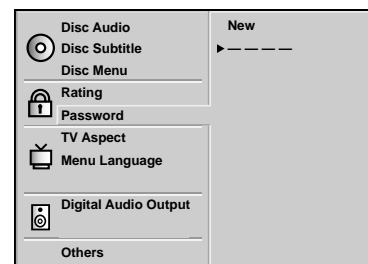 Disc Audio
Disc Subtitle
Disc Menu
Rating
Password
TV Aspect
Menu Language
Digital Audio Output
Others
New
– – – –